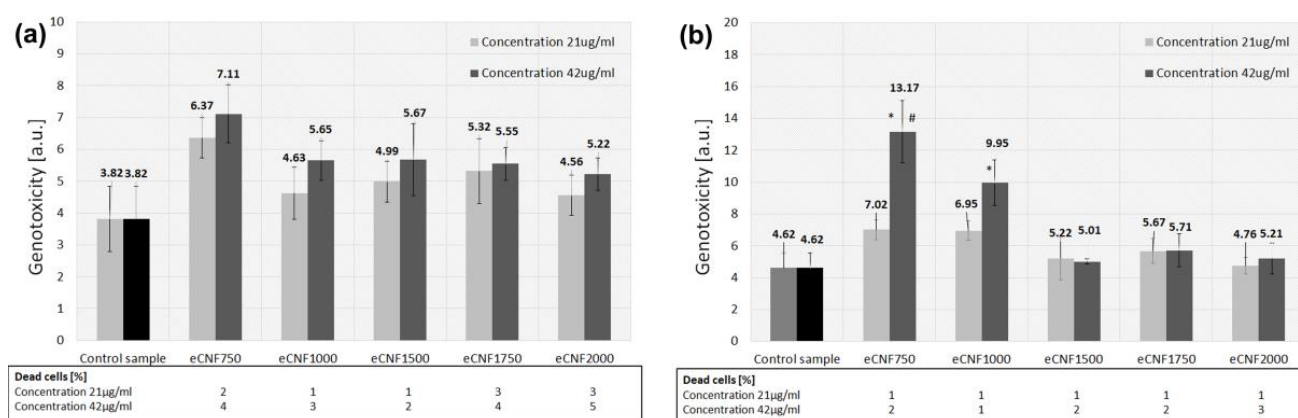 (a)
Genotoxicity [a.u.]
10
9
8
7
6
5
4
3
2
1
0
Concentration 21ug/ml
Concentration 42ug/ml
3.82 3.82
6.37 7.11
4.63 5.65
4.99 5.67
5.32 5.55
4.56 5.22
Control sample eCNF750 eCNF1000 eCNF1500 eCNF1750 eCNF2000
Dead cells [%]
Concentration 21µg/ml 2 1 1 3 3
Concentration 42µg/ml 4 3 2 4 5
(b)
Genotoxicity [a.u.]
20
18
16
14
12
10
8
6
4
2
0
Concentration 21ug/ml
Concentration 42ug/ml
4.62 4.62
7.02 13.17
* #
6.95 9.95
*
5.22 5.01
5.67 5.71
4.76 5.21
Control sample eCNF750 eCNF1000 eCNF1500 eCNF1750 eCNF2000
Dead cells [%]
Concentration 21µg/ml 1 1 1 1 1
Concentration 42µg/ml 2 1 2 2 3